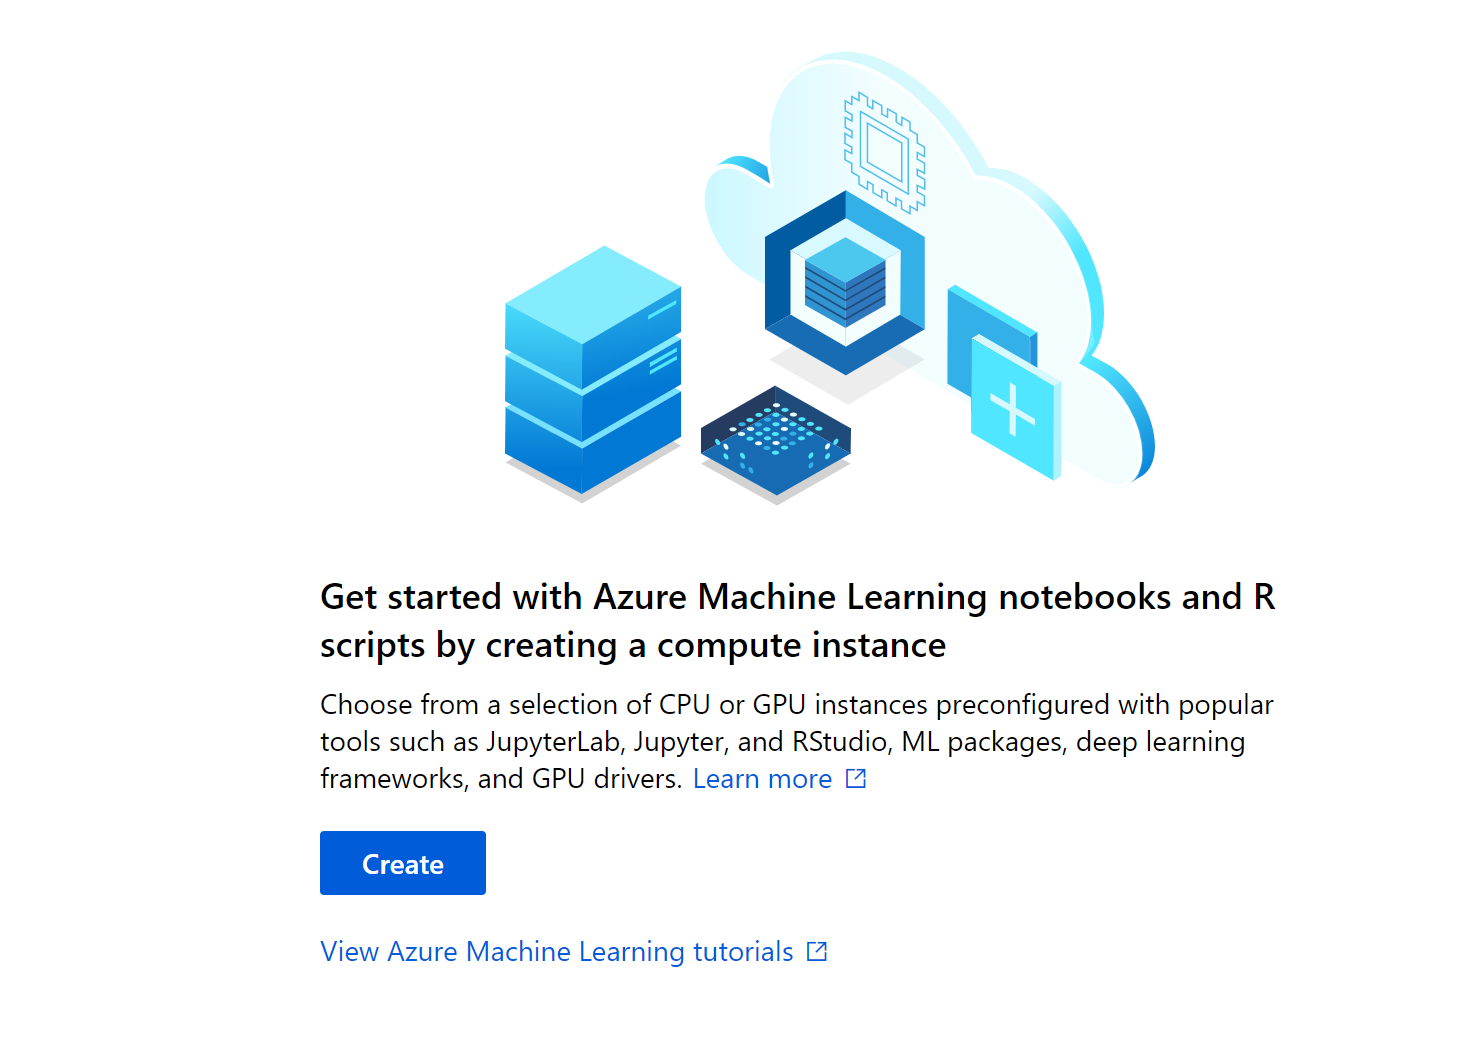 Get started with Azure Machine Learning notebooks and R
scripts by creating a compute instance
Choose from a selection of CPU or GPU instances preconfigured with popular
tools such as JupyterLab, Jupyter, and RStudio, ML packages, deep learning
frameworks, and GPU drivers. Learn more
Create
View Azure Machine Learning tutorials